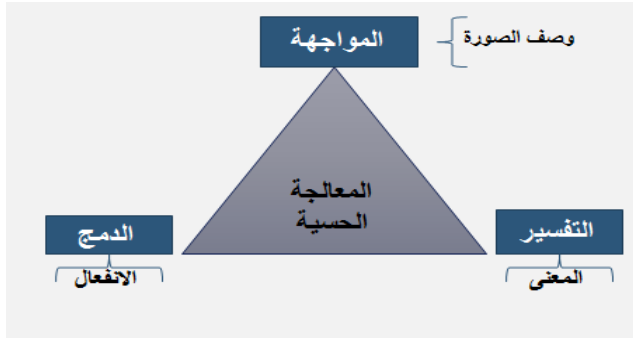 المواجهة
وصف الصورة
المعالجة
الحسية
التفسير
المعنى
الدمج
الانفعال